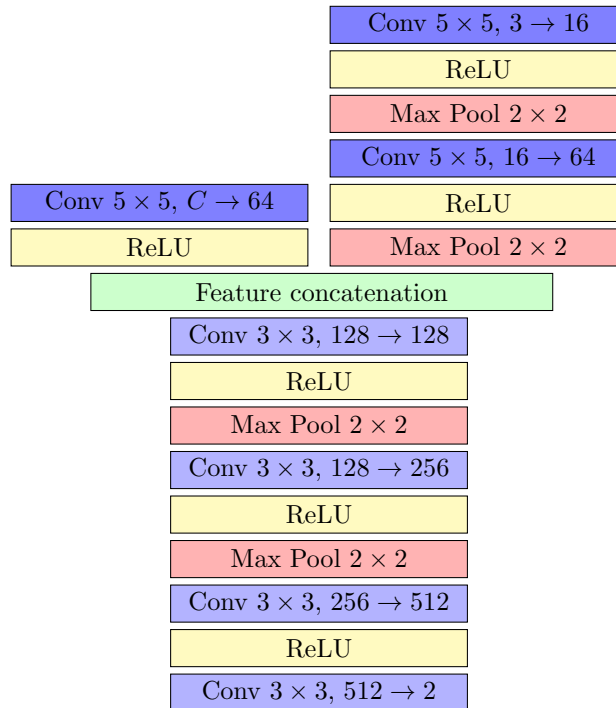 Conv 5 × 5, 3 → 16
ReLU
Max Pool 2 × 2
Conv 5 × 5, 16 → 64
ReLU
Max Pool 2 × 2
Conv 5 × 5, C → 64
ReLU
Feature concatenation
Conv 3 × 3, 128 → 128
ReLU
Max Pool 2 × 2
Conv 3 × 3, 128 → 256
ReLU
Max Pool 2 × 2
Conv 3 × 3, 256 → 512
ReLU
Conv 3 × 3, 512 → 2